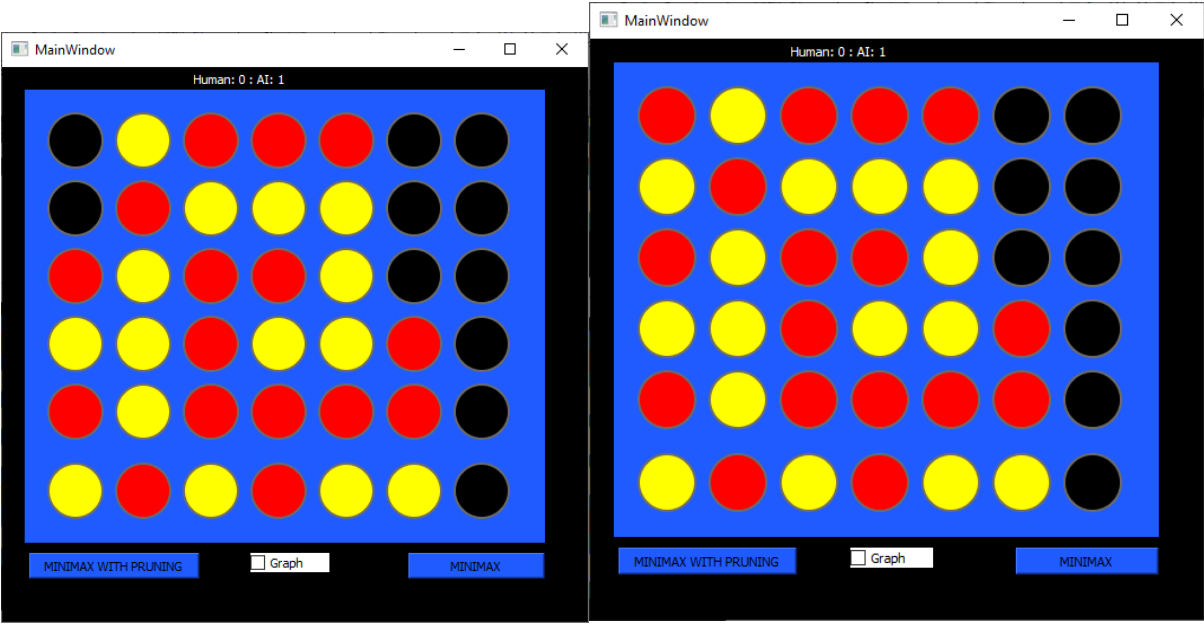 MainWindow
Human: 0 : AI: 1
MINIMAX WITH PRUNING
Graph
MINIMAX
MainWindow
Human: 0 : AI: 1
MINIMAX WITH PRUNING
Graph
MINIMAX